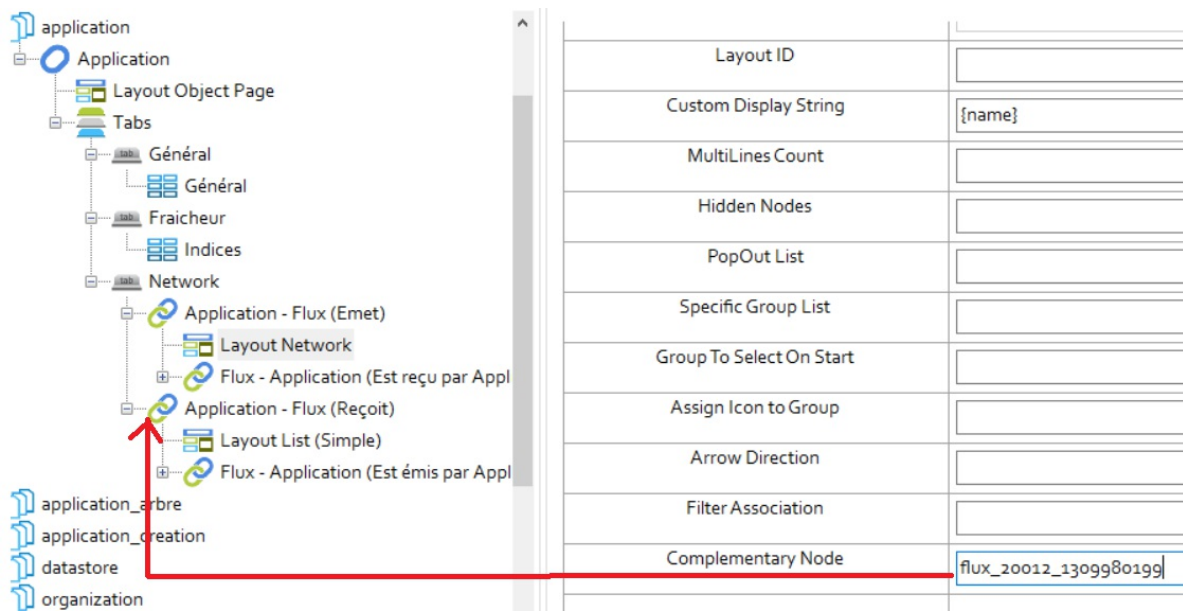 application
Application
Layout Object Page
Tabs
tab Général
Général
tab Fraicheur
Indices
tab Network
Application - Flux (Emet)
Layout Network
Flux - Application (Est reçu par Appl
Application - Flux (Reçoit)
Layout List (Simple)
Flux - Application (Est émis par Appl
application_arbre
application_creation
datastore
organization
Layout ID
Custom Display String {name}
MultiLines Count
Hidden Nodes
PopOut List
Specific Group List
Group To Select On Start
Assign Icon to Group
Arrow Direction
Filter Association
Complementary Node flux_20012_1309980199